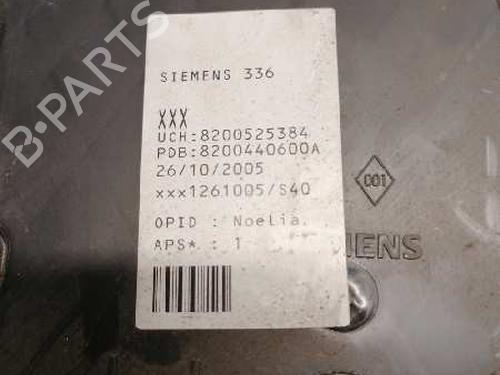 SIEMENS 336
XXX
UCH:8200525384
PDB:8200440600A
26/10/2005
xxx1261005/S40
OPID : Noelia.
APS* : 1
001
SIEMENS
B-PARTS